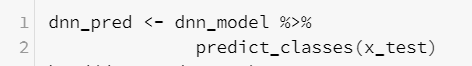 1 dnn_pred <- dnn_model %>%
2 predict_classes(x_test)